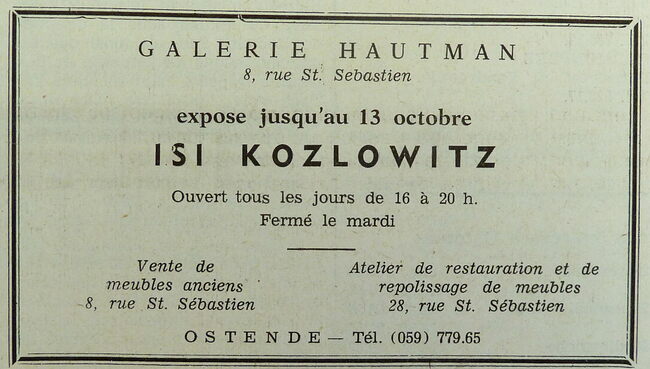 GALERIE HAUTMAN
8, rue St. Sebastien
expose jusqu'au 13 octobre
ISI KOZLOWITZ
Ouvert tous les jours de 16 à 20 h.
Fermé le mardi
Vente de
meubles anciens
8, rue St. Sébastien
Atelier de restauration et de
repolissage de meubles
28, rue St. Sébastien
OSTENDE — Tél. (059) 779.65